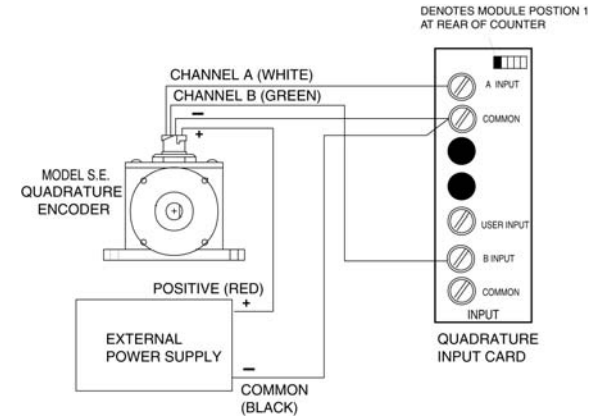 DENOTES MODULE POSTION 1
AT REAR OF COUNTER
CHANNEL A (WHITE)
CHANNEL B (GREEN)
−
+
A INPUT
COMMON
MODEL S.E.
QUADRATURE
ENCODER
(+)
USER INPUT
B INPUT
COMMON
INPUT
POSITIVE (RED)
+
EXTERNAL
POWER SUPPLY
−
COMMON
(BLACK)
QUADRATURE
INPUT CARD